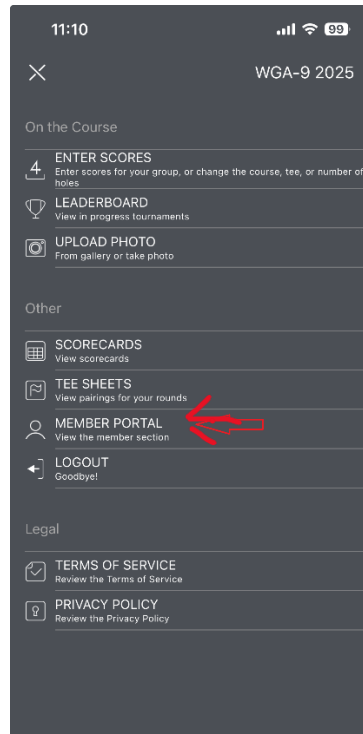 11:10
99
WGA-9 2025
On the Course
4
ENTER SCORES
Enter scores for your group, or change the course, tee, or number of
holes
LEADERBOARD
View in progress tournaments
UPLOAD PHOTO
From gallery or take photo
Other
SCORECARDS
View scorecards
TEE SHEETS
View pairings for your rounds
MEMBER PORTAL
View the member section
LOGOUT
Goodbye!
Legal
TERMS OF SERVICE
Review the Terms of Service
PRIVACY POLICY
Review the Privacy Policy